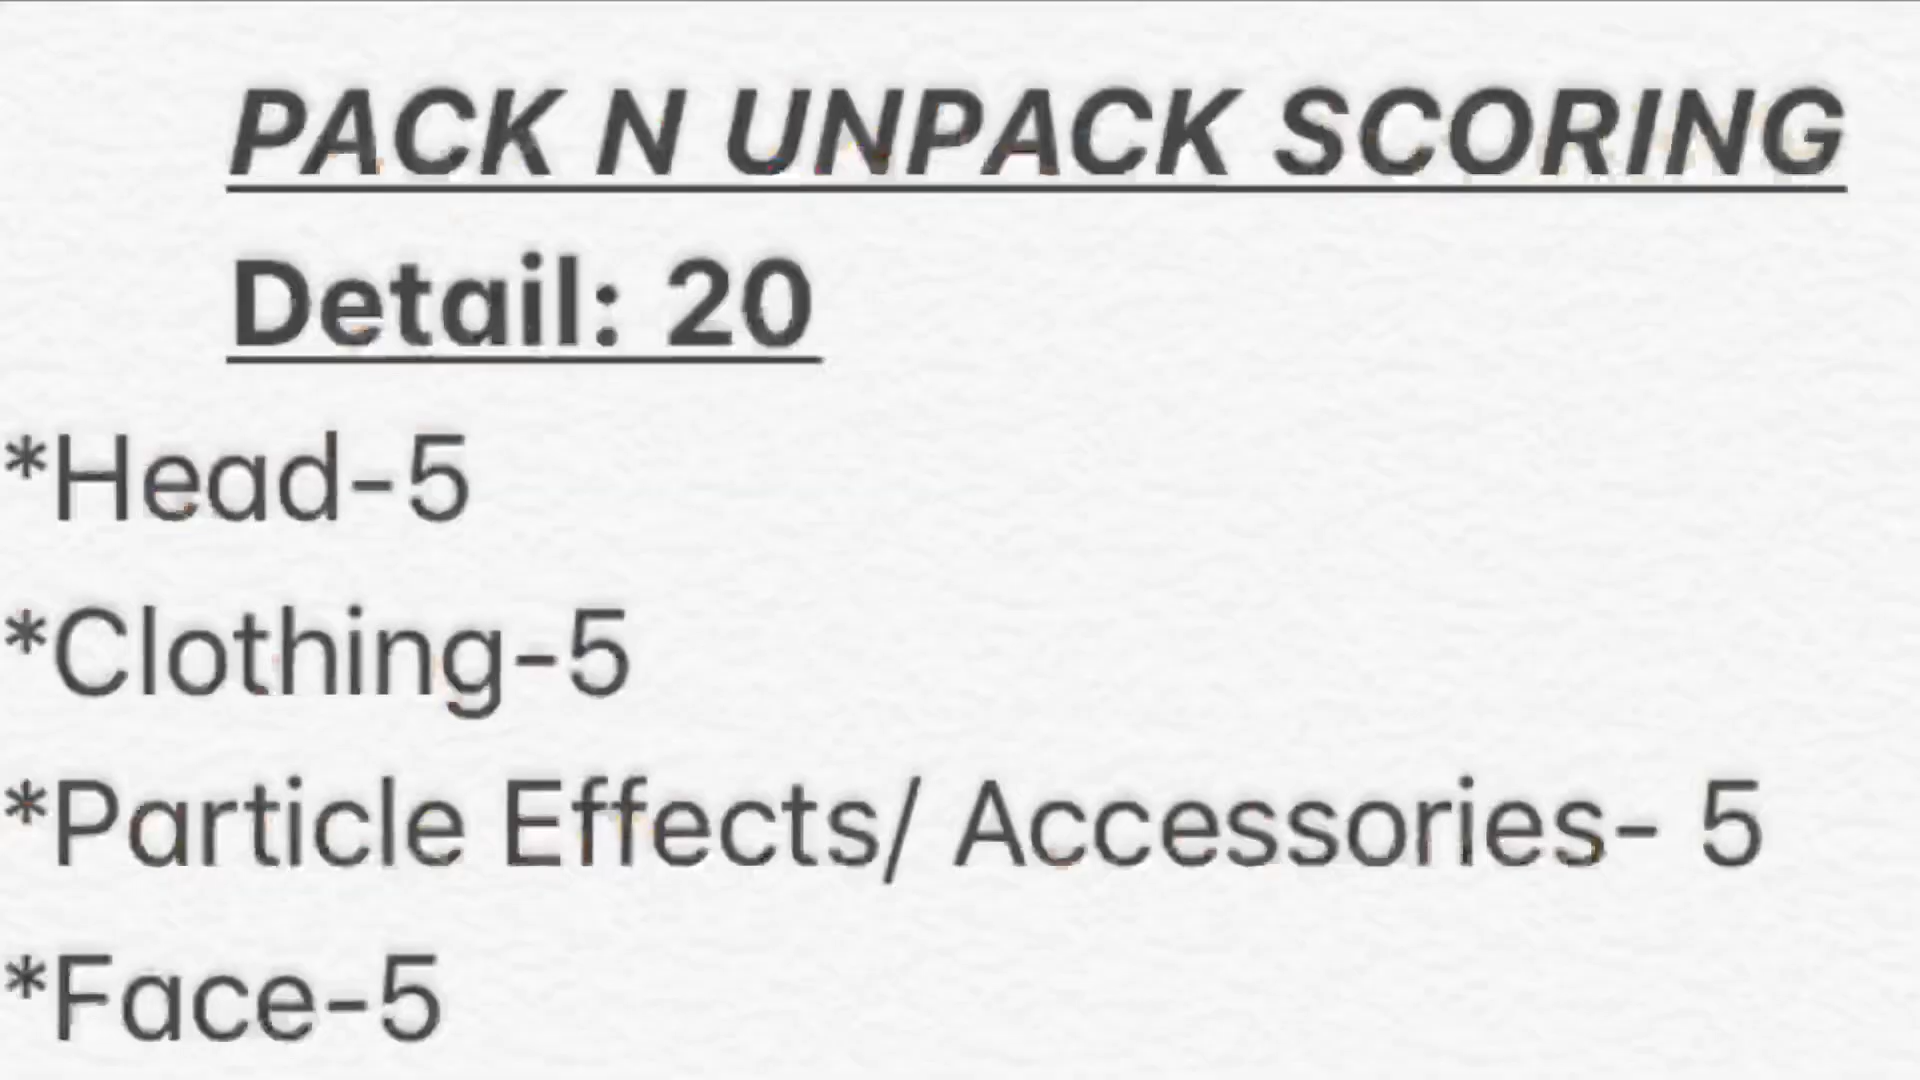 PACK N UNPACK SCORING
Detail: 20
*Head-5
*Clothing-5
*Particle Effects/ Accessories- 5
*Face-5